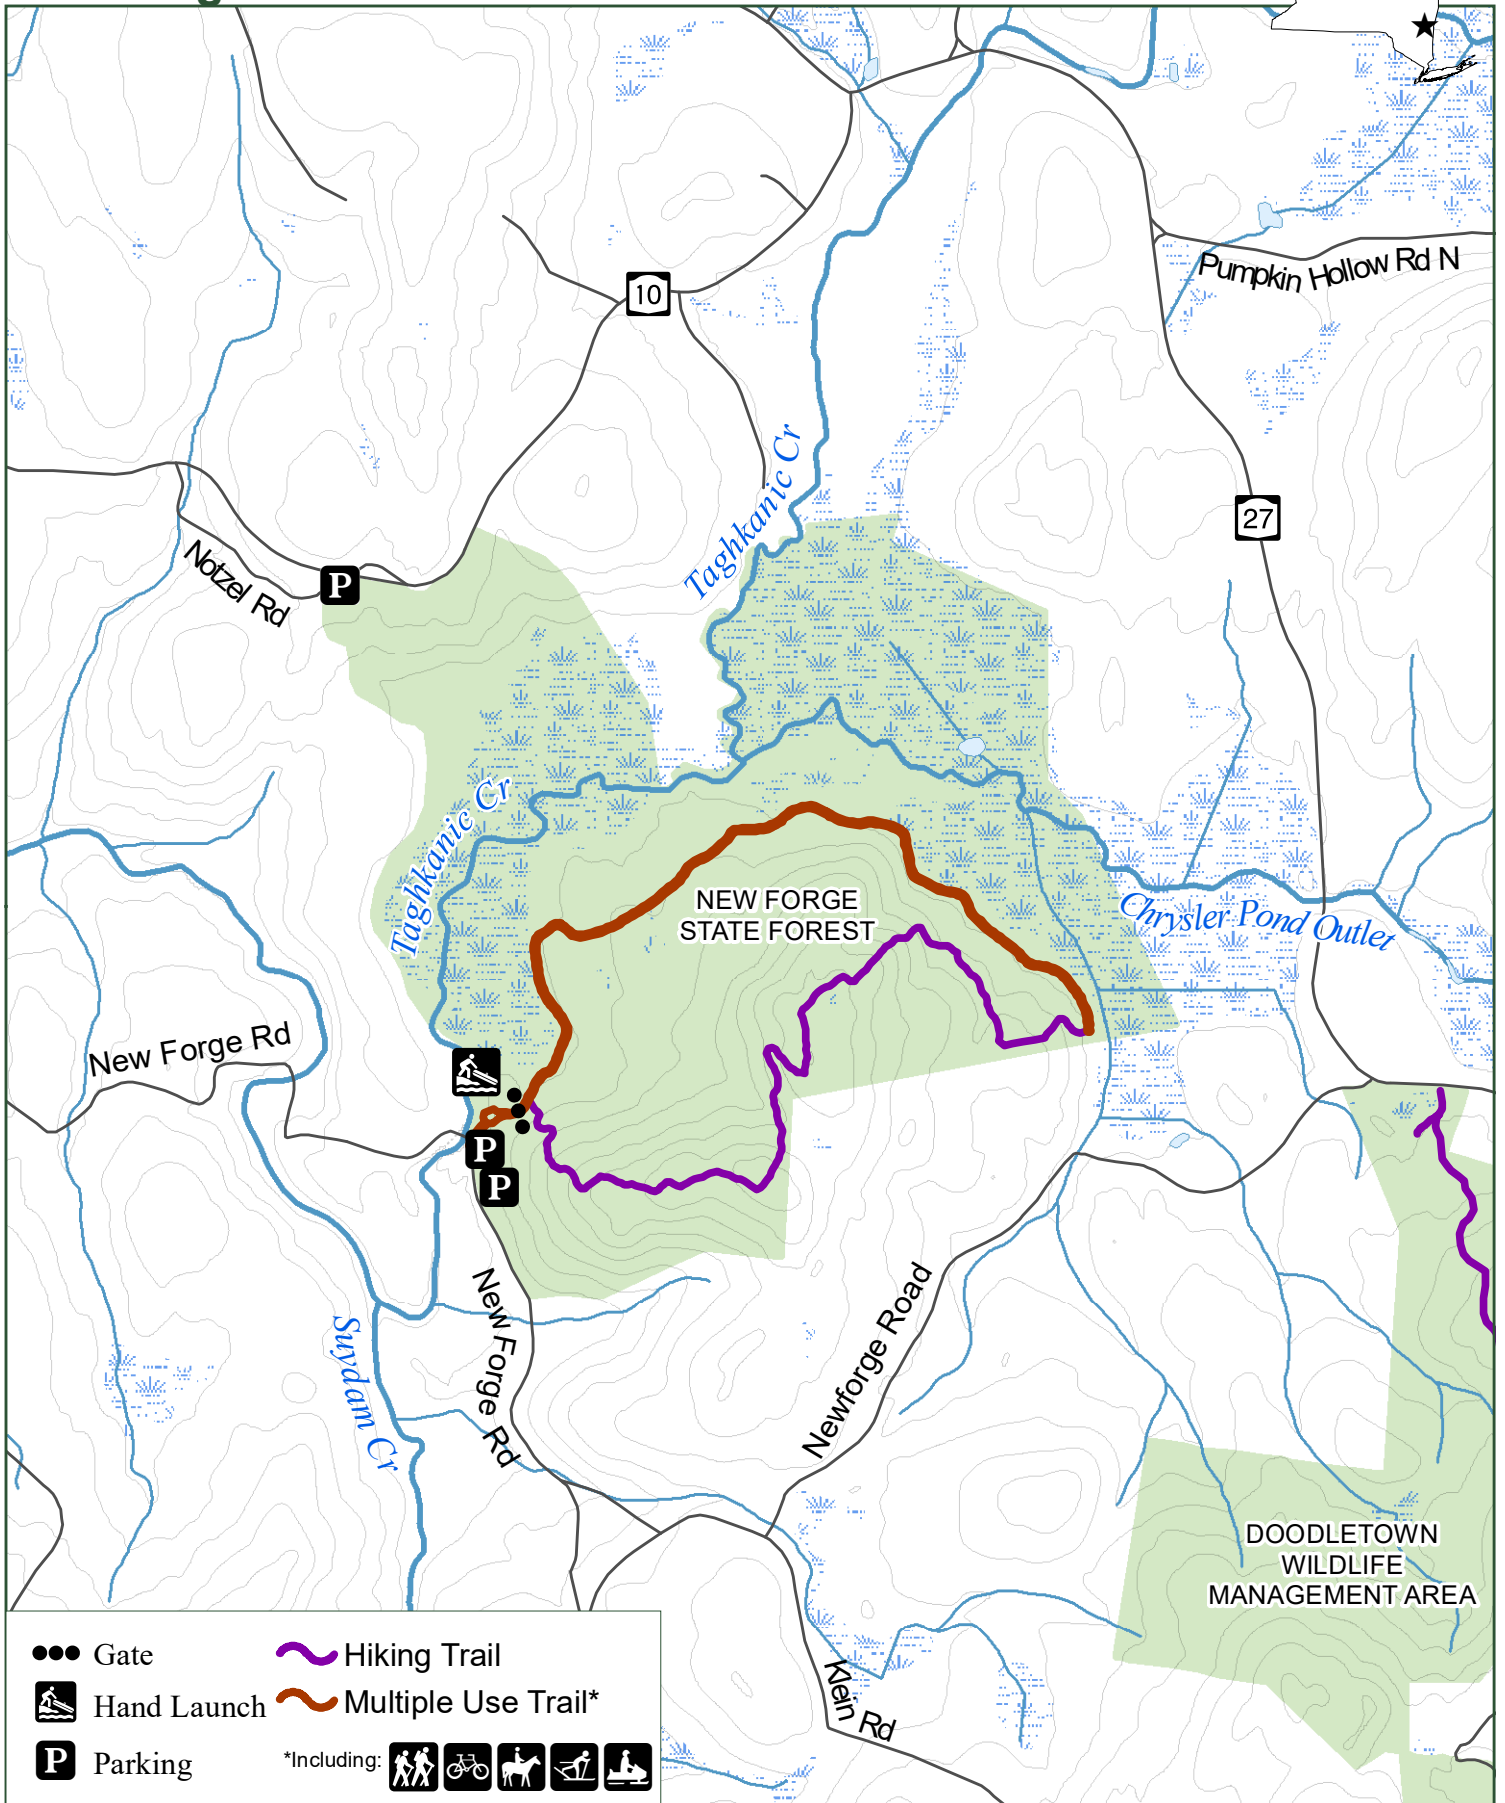 10
Pumpkin Hollow Rd N
Taghkanic Cr
27
Notzel Rd
P
Taghkanic Cr
NEW FORGE
STATE FOREST
Chrysler Pond Outlet
New Forge Rd
P
P
New Forge Rd
Newforge Road
Suydam Cr
DOODLETOWN
WILDLIFE
MANAGEMENT AREA
Klein Rd
Gate
Hiking Trail
Hand Launch
Multiple Use Trail*
P Parking
*Including: